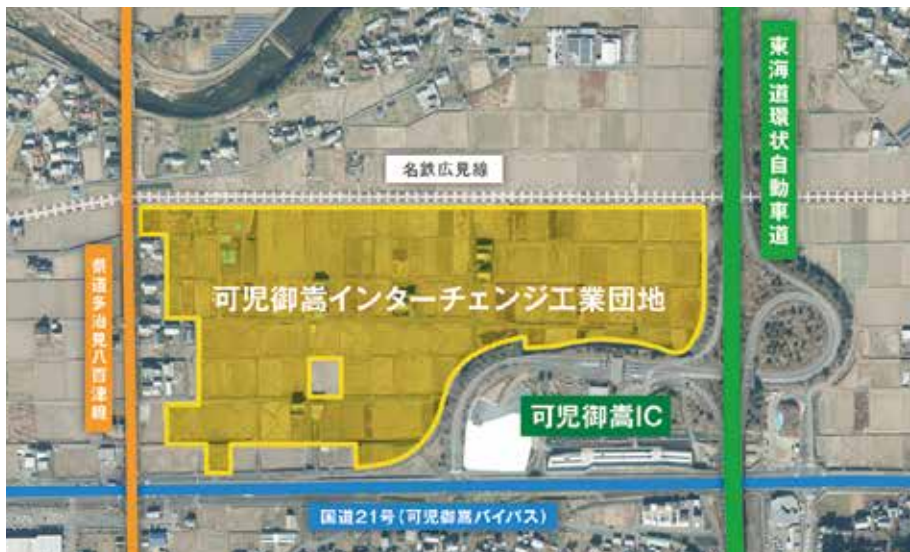 名鉄広見線
東海道環状自動車道
可児御嵩インターチェンジ工業団地
県道多治見八百津線
可児御嵩IC
国道21号(可児御嵩バイパス)